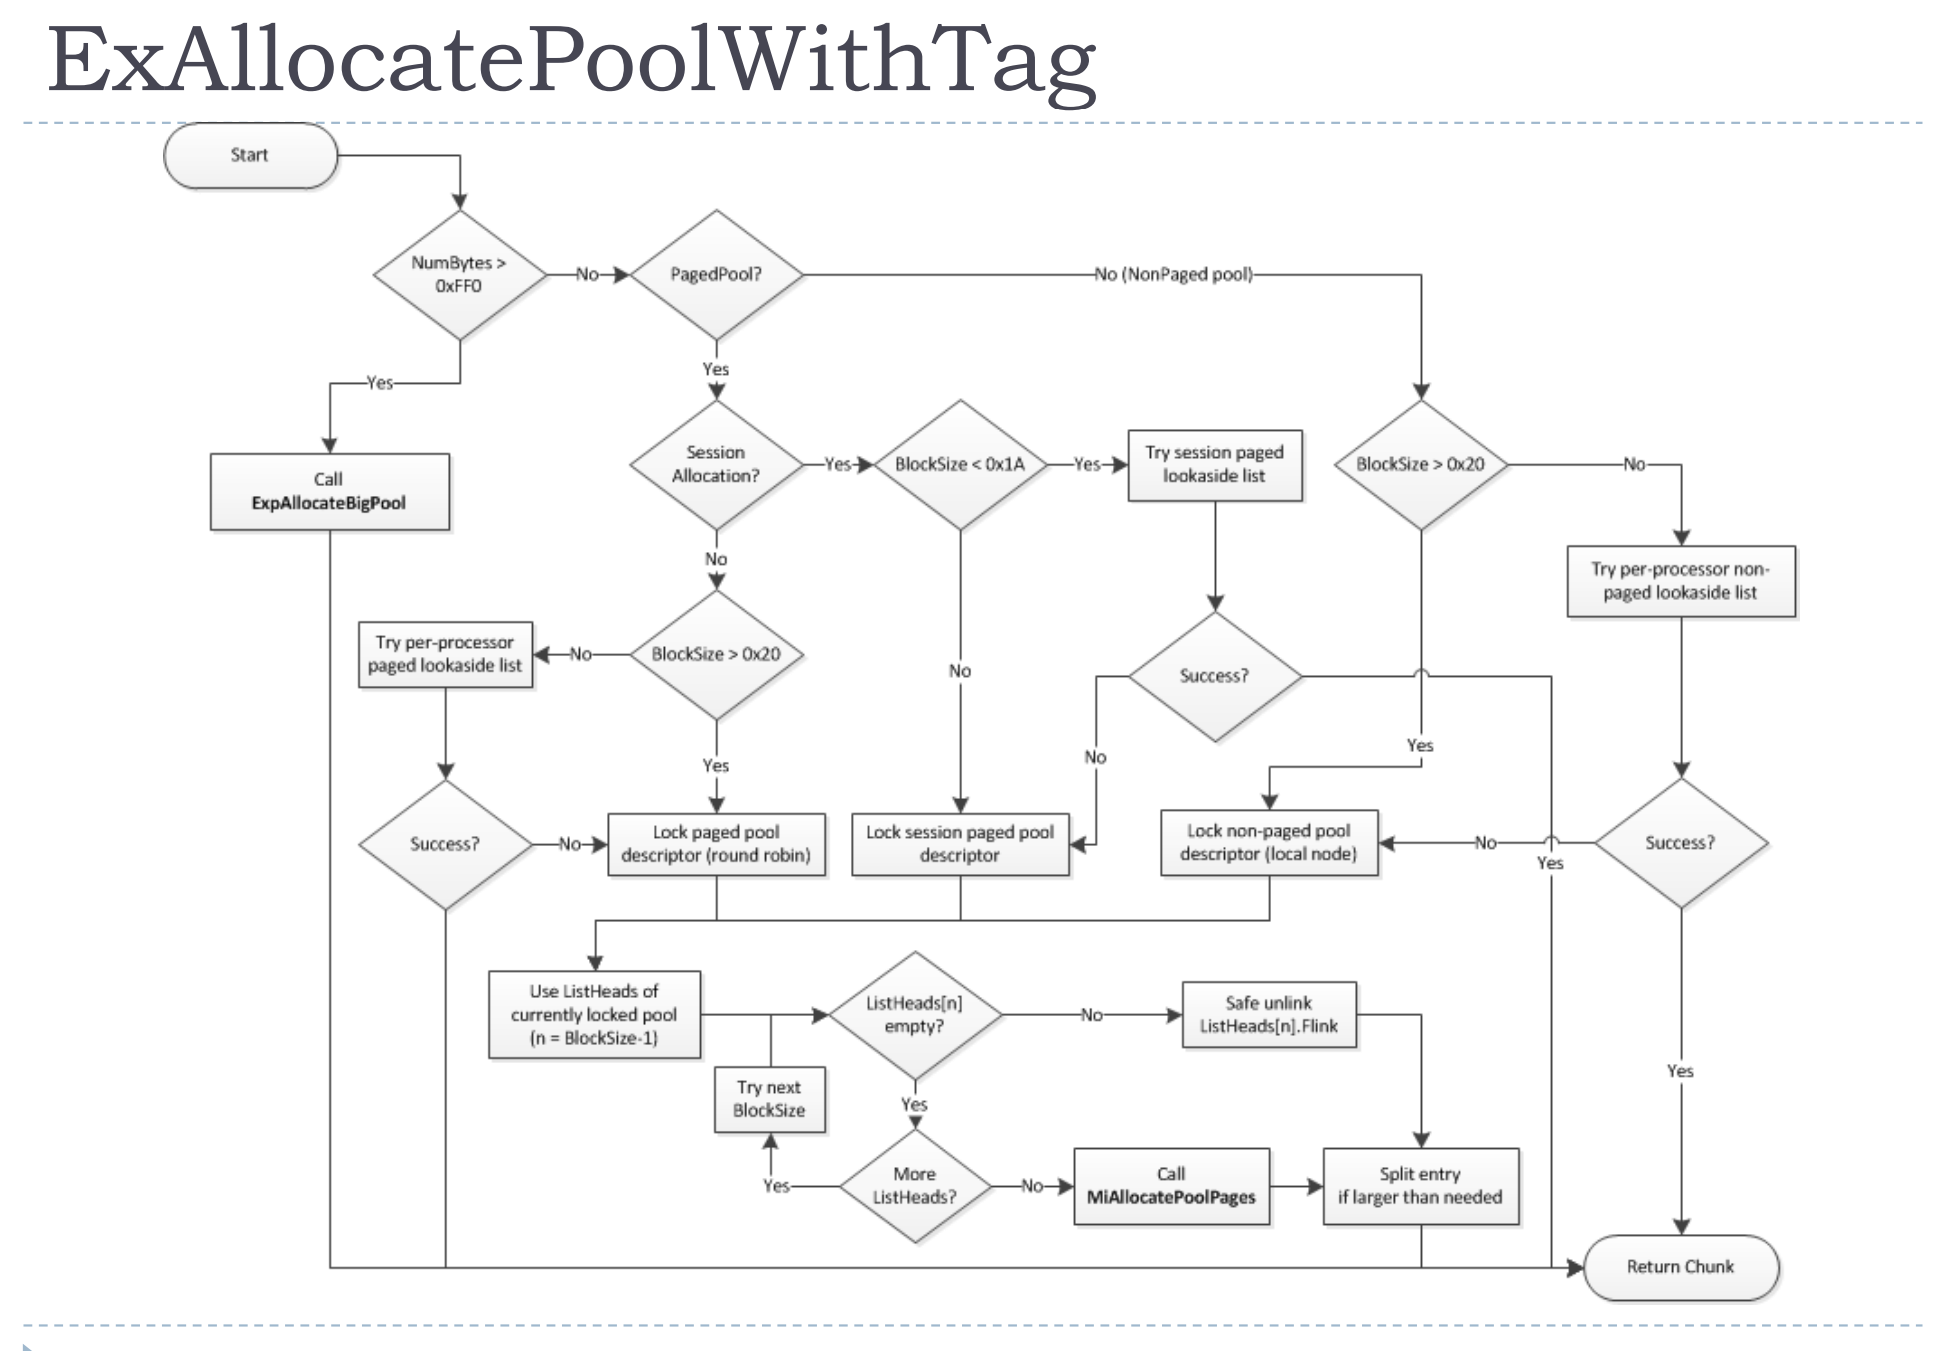 ExAllocatePoolWithTag
Start
NumBytes >
0xFF0
No
PagedPool?
No (NonPaged pool)
Yes
Yes
Call
ExpAllocateBigPool
Session
Allocation?
Yes
BlockSize < 0x1A
Yes
Try session paged
lookaside list
BlockSize > 0x20
No
No
Try per-processor non-
paged lookaside list
Try per-processor
paged lookaside list
No
BlockSize > 0x20
No
Success?
Yes
No
Yes
Success?
No
Lock paged pool
descriptor (round robin)
Lock session paged pool
descriptor
Lock non-paged pool
descriptor (local node)
No
Yes
Success?
Use ListHeads of
currently locked pool
(n = BlockSize-1)
ListHeads[n]
empty?
No
Safe unlink
ListHeads[n].Flink
Try next
BlockSize
Yes
Yes
Yes
More
ListHeads?
No
Call
MiAllocatePoolPages
Split entry
if larger than needed
Return Chunk